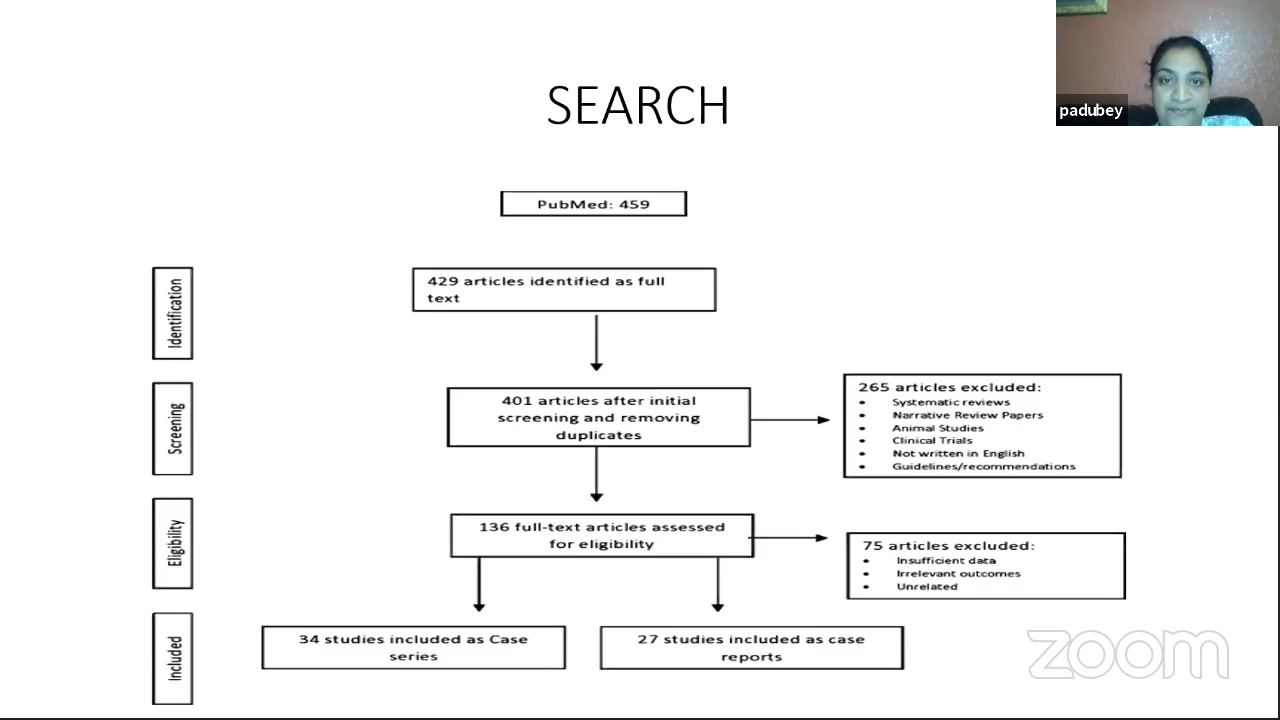 padubey
SEARCH
PubMed: 459
Identification
429 articles identified as full
text
Screening
401 articles after initial
screening and removing
duplicates
265 articles excluded:
• Systematic reviews
• Narrative Review Papers
• Animal Studies
• Clinical Trials
• Not written in English
• Guidelines/recommendations
Eligibility
136 full-text articles assessed
for eligibility
75 articles excluded:
• Insufficient data
• Irrelevant outcomes
• Unrelated
Included
34 studies included as Case
series
27 studies included as case
reports
zoom